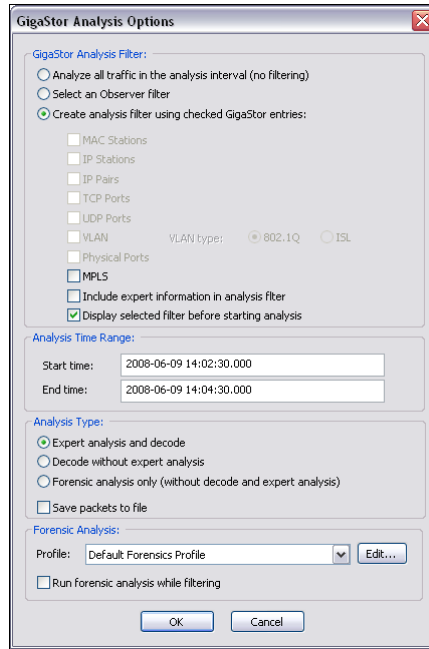 GigaStor Analysis Options
GigaStor Analysis Filter:
Analyze all traffic in the analysis interval (no filtering)
Select an Observer filter
Create analysis filter using checked GigaStor entries:
MAC Stations
IP Stations
IP Pairs
TCP Ports
UDP Ports
VLAN VLAN type: 802.1Q ISL
Physical Ports
MPLS
Include expert information in analysis flter
Display selected filter before starting analysis
Analysis Time Range:
Start time: 2008-06-09 14:02:30.000
End time: 2008-06-09 14:04:30.000
Analysis Type:
Expert analysis and decode
Decode without expert analysis
Forensic analysis only (without decode and expert analysis)
Save packets to file
Forensic Analysis:
Profile: Default Forensics Profile Edit...
Run forensic analysis while filtering
OK Cancel